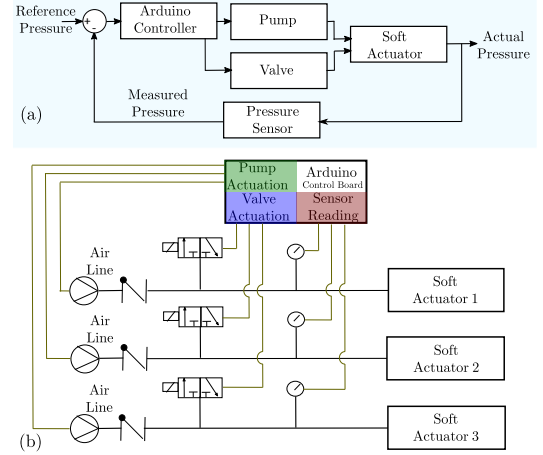 Reference
Pressure
+
-
Arduino
Controller
Pump
Valve
Soft
Actuator
Actual
Pressure
Measured
Pressure
Pressure
Sensor
(a)
Pump
Actuation
Arduino
Control Board
Valve
Actuation
Sensor
Reading
Air
Line
Soft
Actuator 1
Air
Line
Soft
Actuator 2
Air
Line
Soft
Actuator 3
(b)